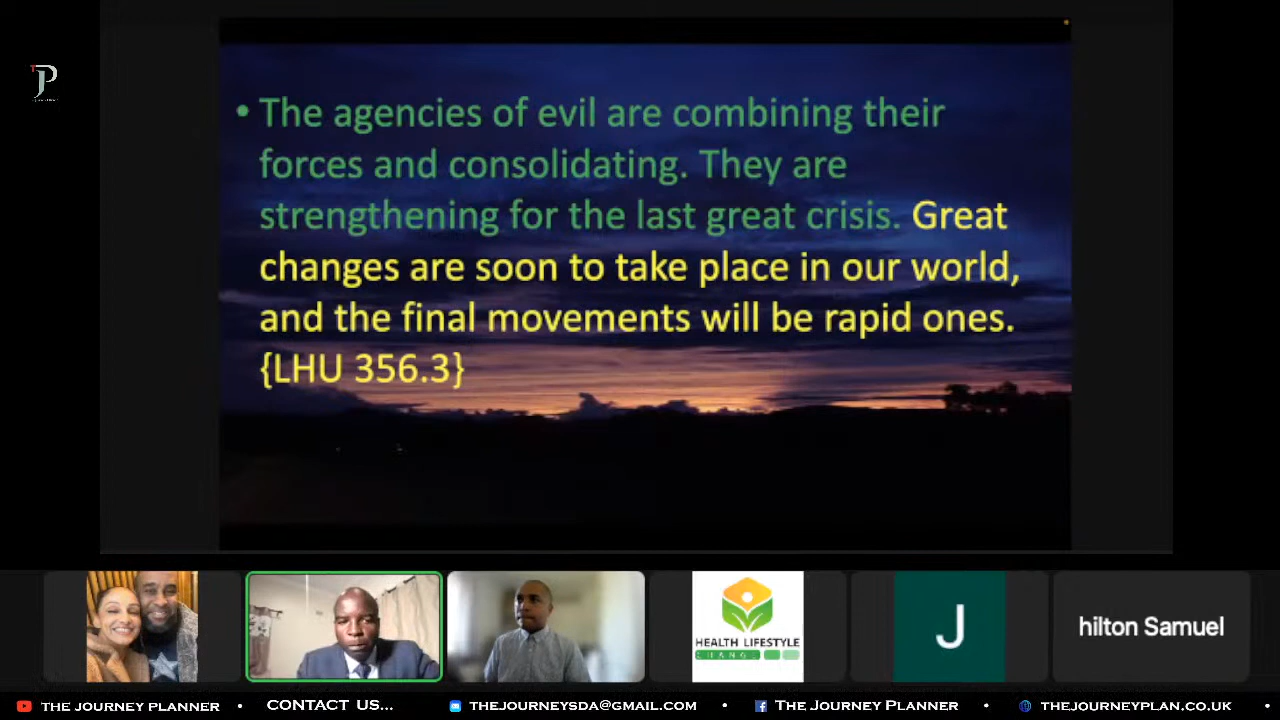 • The agencies of evil are combining their
forces and consolidating. They are
strengthening for the last great crisis. Great
changes are soon to take place in our world,
and the final movements will be rapid ones.
{LHU 356.3}
HEALTH LIFESTYLE
CHANGE
J
hilton Samuel
THE JOURNEY PLANNER • CONTACT US... • THEJOURNEYSDA@GMAIL.COM • THE JOURNEY PLANNER • THEJOURNEYPLAN.CO.UK